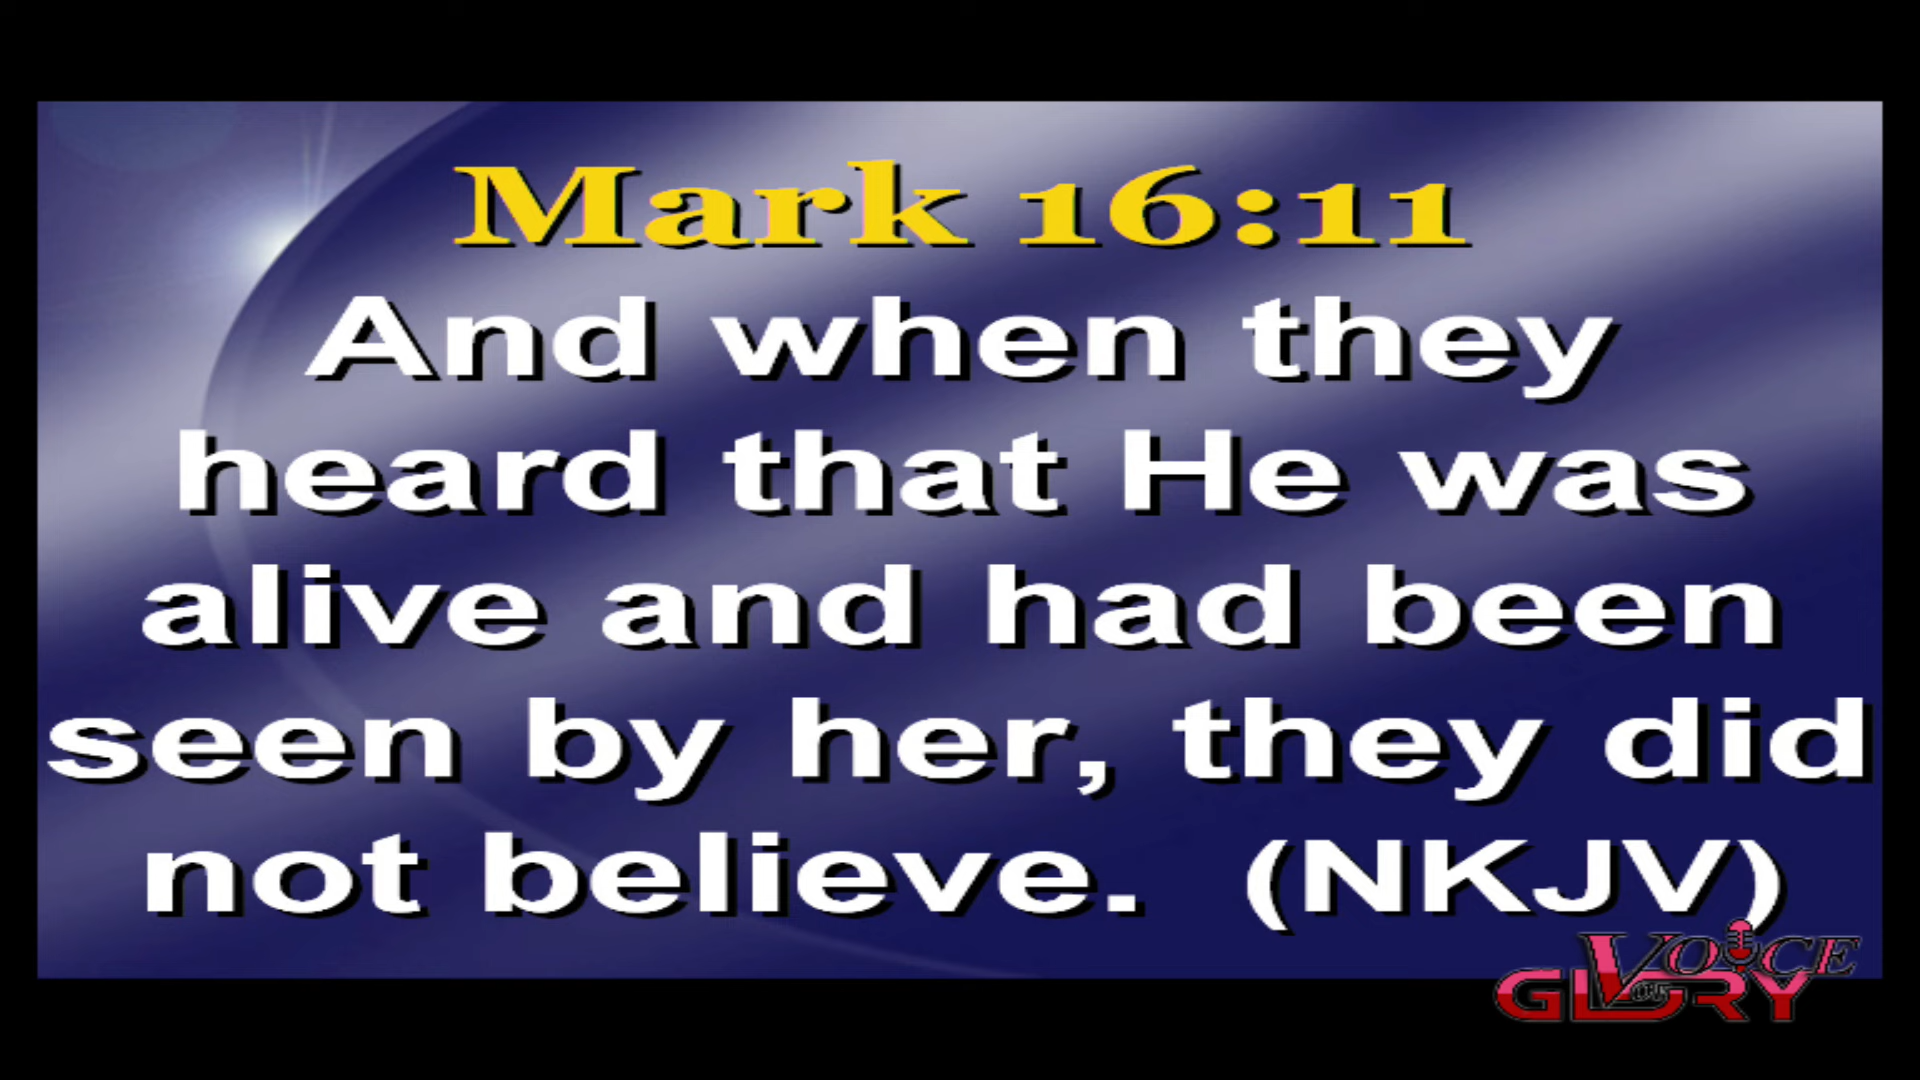 Mark 16:11
And when they
heard that He was
alive and had been
seen by her, they did
not believe. (NKJV)
VOICE
OF
GLORY